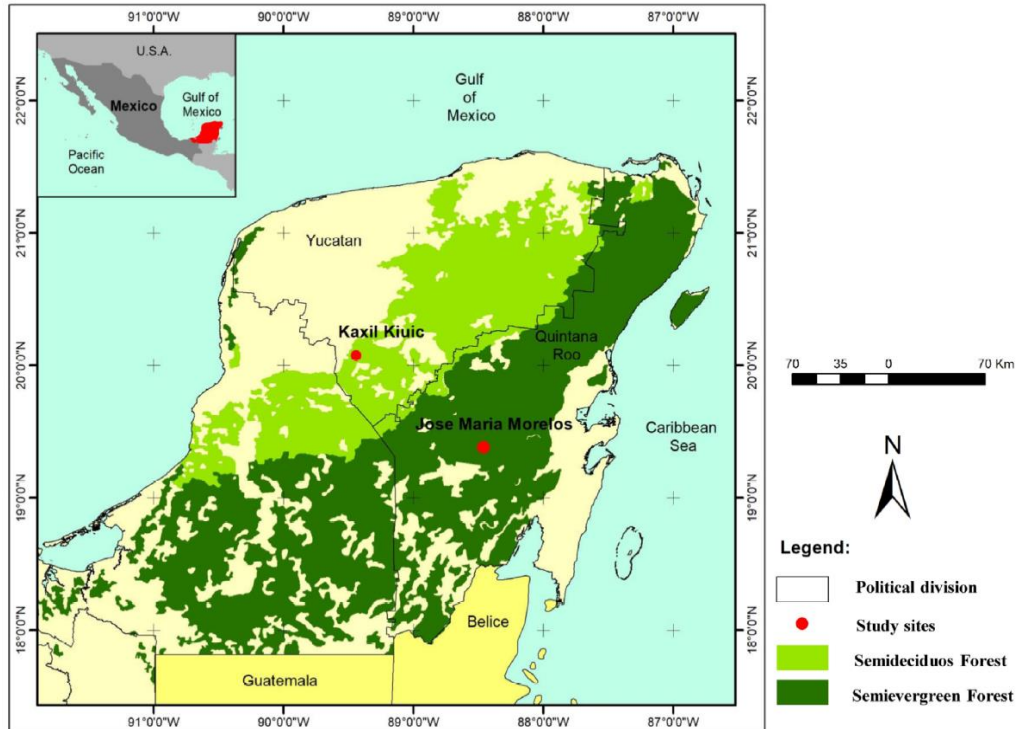 91°0'0"W 90°0'0"W 89°0'0"W 88°0'0"W 87°0'0"W
U.S.A.
Mexico
Gulf of
Mexico
Pacific
Ocean
Gulf
of
Mexico
22°0'0"N
22°0'0"N
21°0'0"N
21°0'0"N
20°0'0"N
20°0'0"N
19°0'0"N
19°0'0"N
18°0'0"N
18°0'0"N
Yucatan
Kaxil Kiuic
Quintana
Roo
Jose Maria Morelos
Caribbean
Sea
Belice
Guatemala
91°0'0"W 90°0'0"W 89°0'0"W 88°0'0"W 87°0'0"W
70 35 0 70 Km
N
Legend:
Political division
Study sites
Semideciduos Forest
Semievergreen Forest